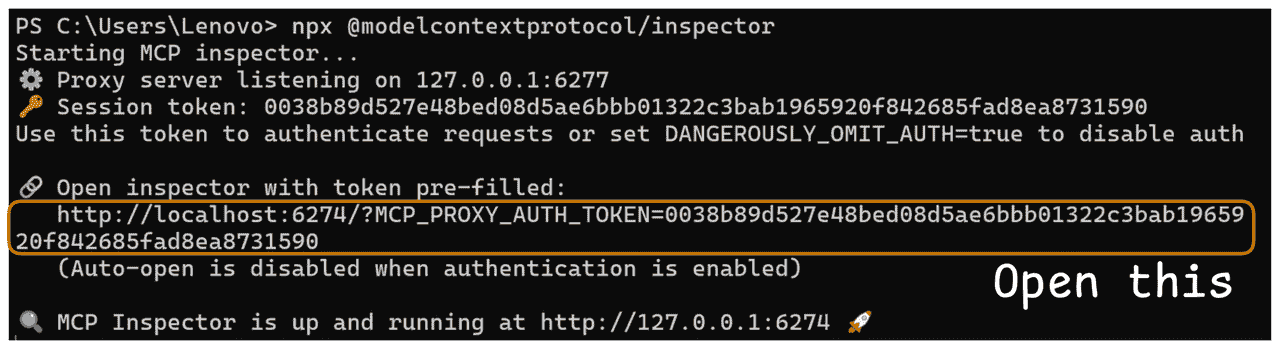 PS C:\Users\Lenovo> npx @modelcontextprotocol/inspector
Starting MCP inspector...
⚙️ Proxy server listening on 127.0.0.1:6277
🔑 Session token: 0038b89d527e48bed08d5ae6bbb01322c3bab1965920f842685fad8ea8731590
Use this token to authenticate requests or set DANGEROUSLY_OMIT_AUTH=true to disable auth
🔗 Open inspector with token pre-filled:
http://localhost:6274/?MCP_PROXY_AUTH_TOKEN=0038b89d527e48bed08d5ae6bbb01322c3bab19659
20f842685fad8ea8731590
(Auto-open is disabled when authentication is enabled)
Open this
🔍 MCP Inspector is up and running at http://127.0.0.1:6274 🚀